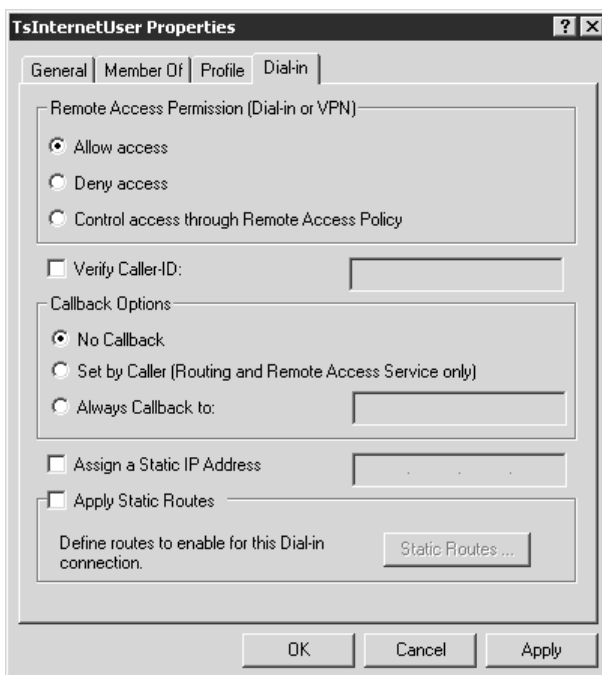 TsInternetUser Properties
General Member Of Profile Dial-in
Remote Access Permission (Dial-in or VPN)
Allow access
Deny access
Control access through Remote Access Policy
Verify Caller-ID:
Callback Options
No Callback
Set by Caller (Routing and Remote Access Service only)
Always Callback to:
Assign a Static IP Address . . .
Apply Static Routes
Define routes to enable for this Dial-in
connection.
Static Routes ...
OK Cancel Apply